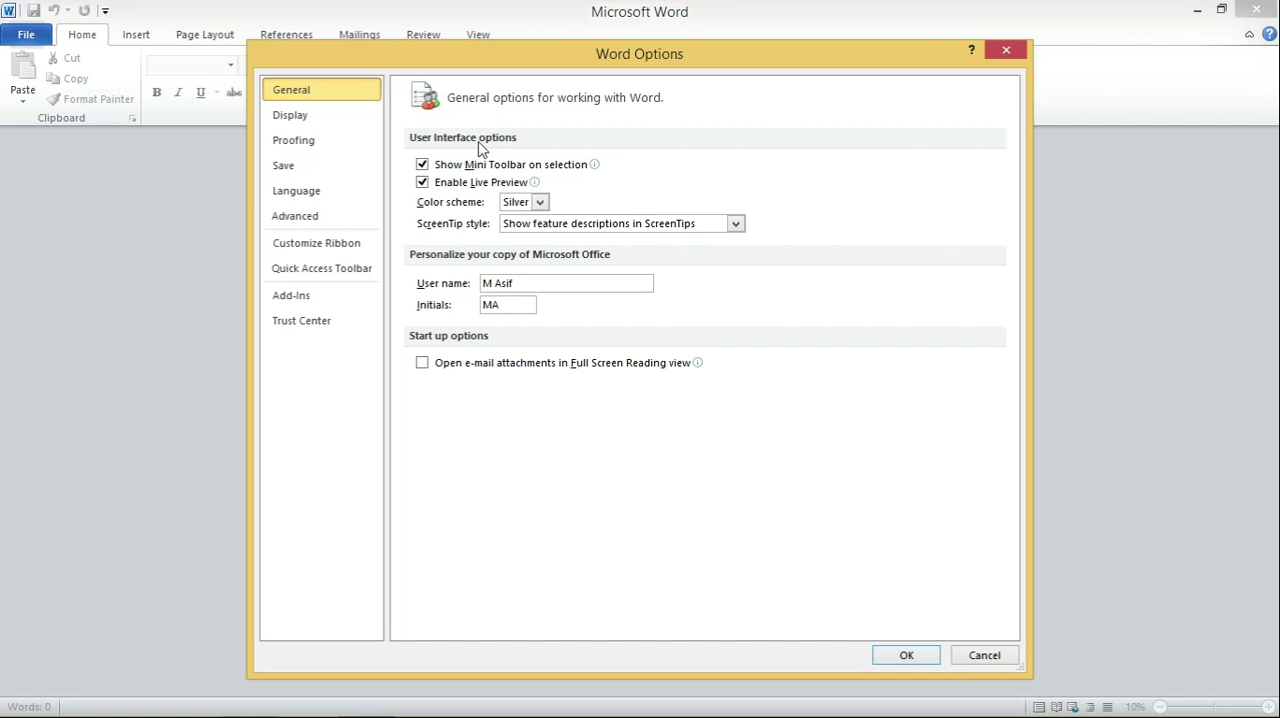 Microsoft Word
File Home Insert Page Layout References Mailings Review View
Cut
Copy
Paste
Format Painter
Clipboard
B I U abc
Word Options
?
General
Display
Proofing
Save
Language
Advanced
Customize Ribbon
Quick Access Toolbar
Add-Ins
Trust Center
General options for working with Word.
User Interface options
Show Mini Toolbar on selection
Enable Live Preview
Color scheme: Silver
ScreenTip style: Show feature descriptions in ScreenTips
Personalize your copy of Microsoft Office
User name: M Asif
Initials: MA
Start up options
Open e-mail attachments in Full Screen Reading view
OK Cancel
Words: 0
10%